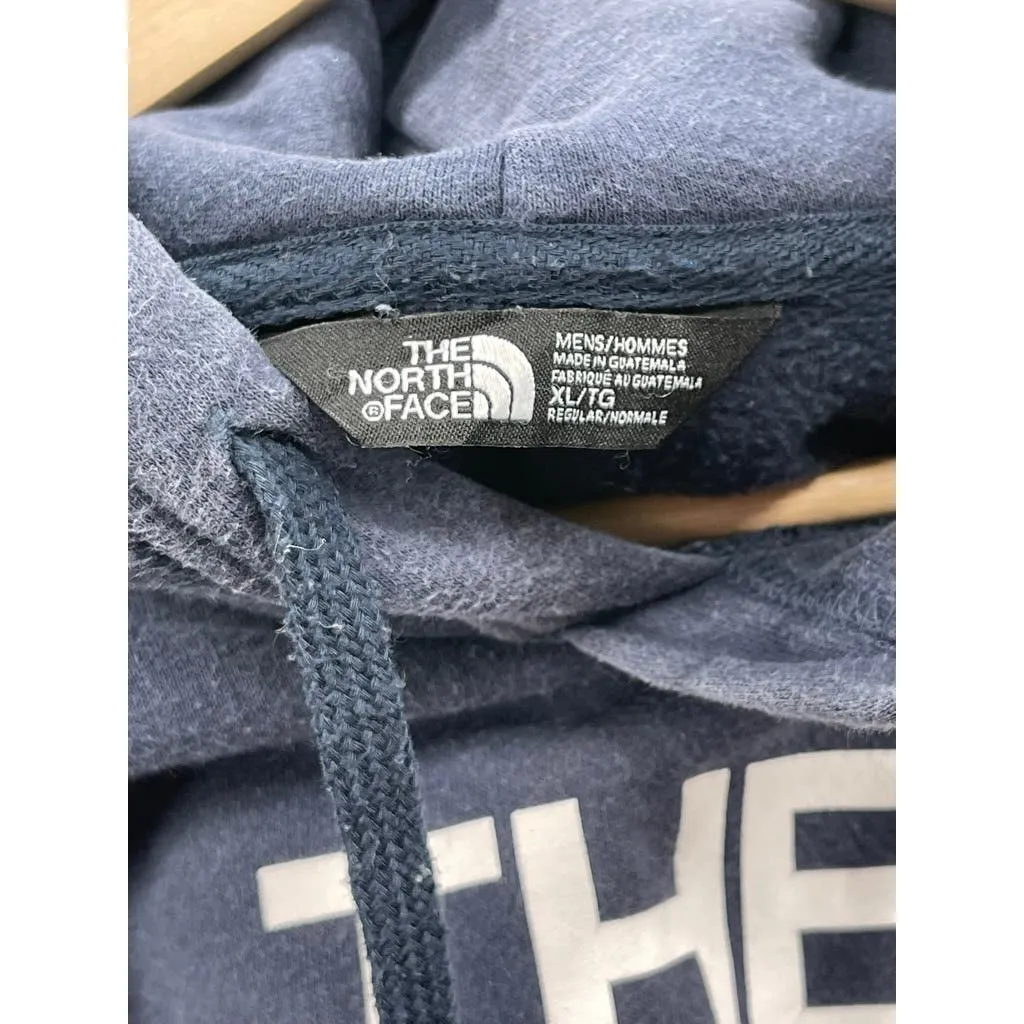 THE
NORTH
®FACE
MENS/HOMMES
MADE IN GUATEMALA
FABRIQUÉ AU GUATEMALA
XL/TG
REGULAR/NORMALE
THE